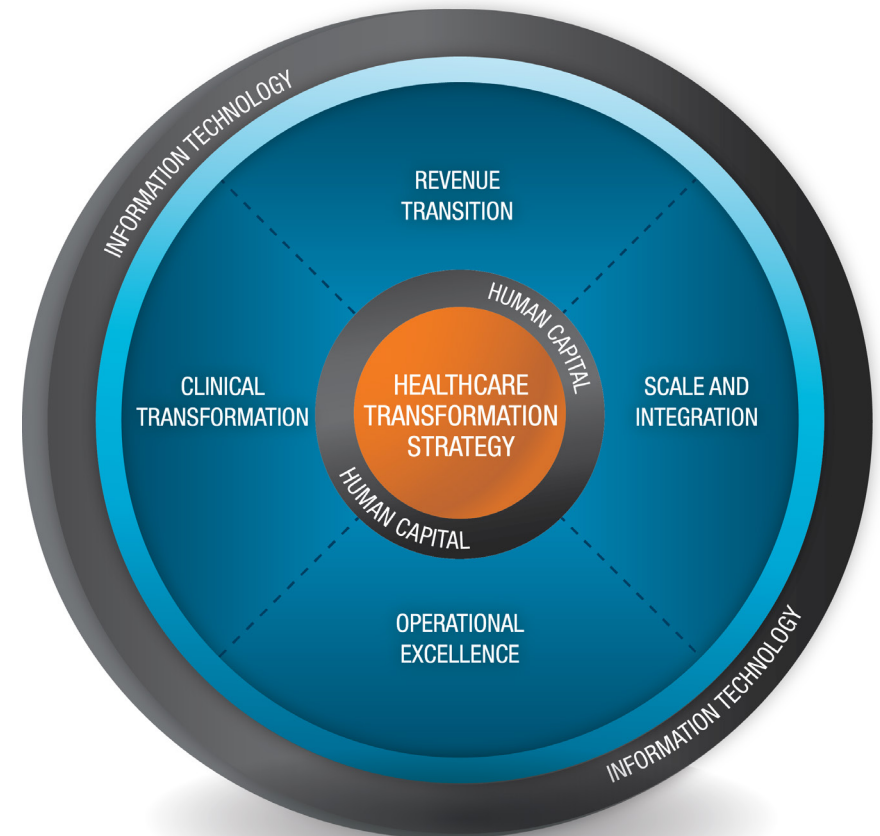 INFORMATION TECHNOLOGY
REVENUE
TRANSITION
HUMAN CAPITAL
CLINICAL
TRANSFORMATION
HEALTHCARE
TRANSFORMATION
STRATEGY
SCALE AND
INTEGRATION
HUMAN CAPITAL
OPERATIONAL
EXCELLENCE
INFORMATION TECHNOLOGY